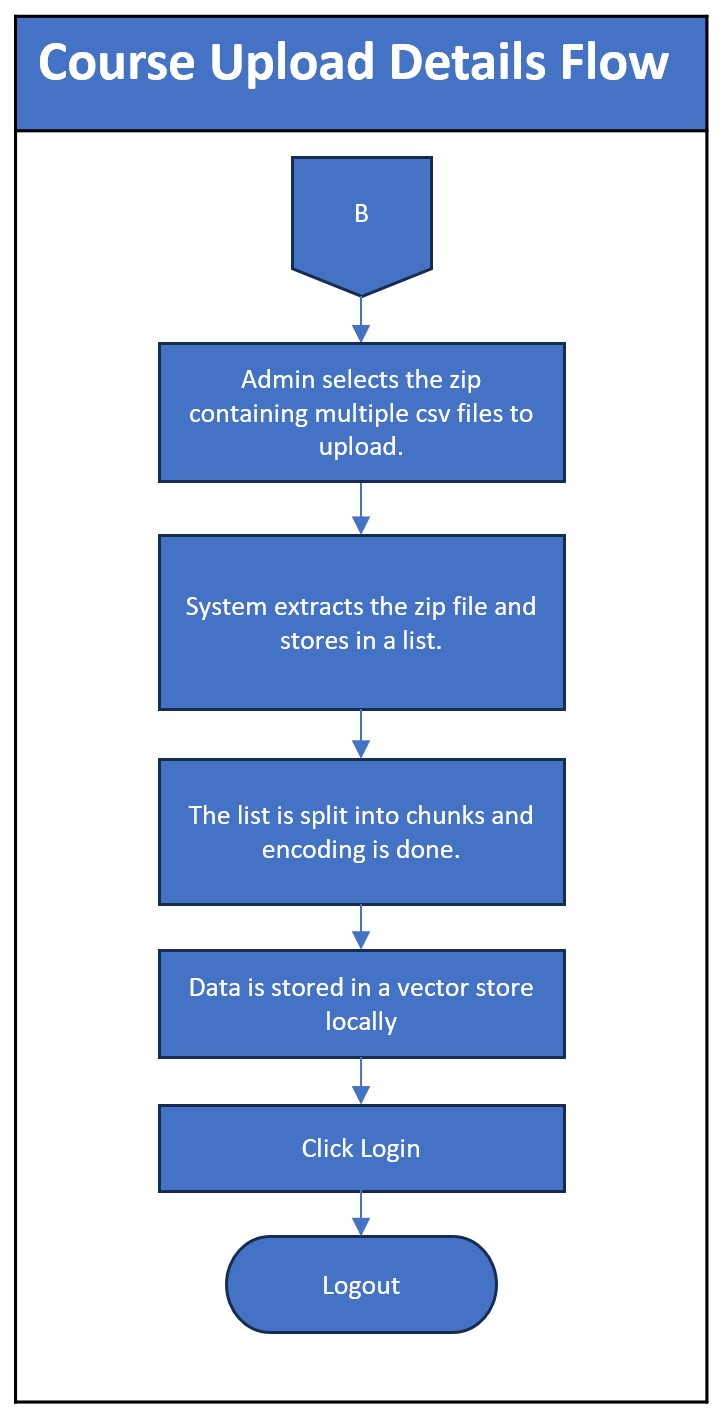 Course Upload Details Flow
B
Admin selects the zip
containing multiple csv files to
upload.
System extracts the zip file and
stores in a list.
The list is split into chunks and
encoding is done.
Data is stored in a vector store
locally
Click Login
Logout